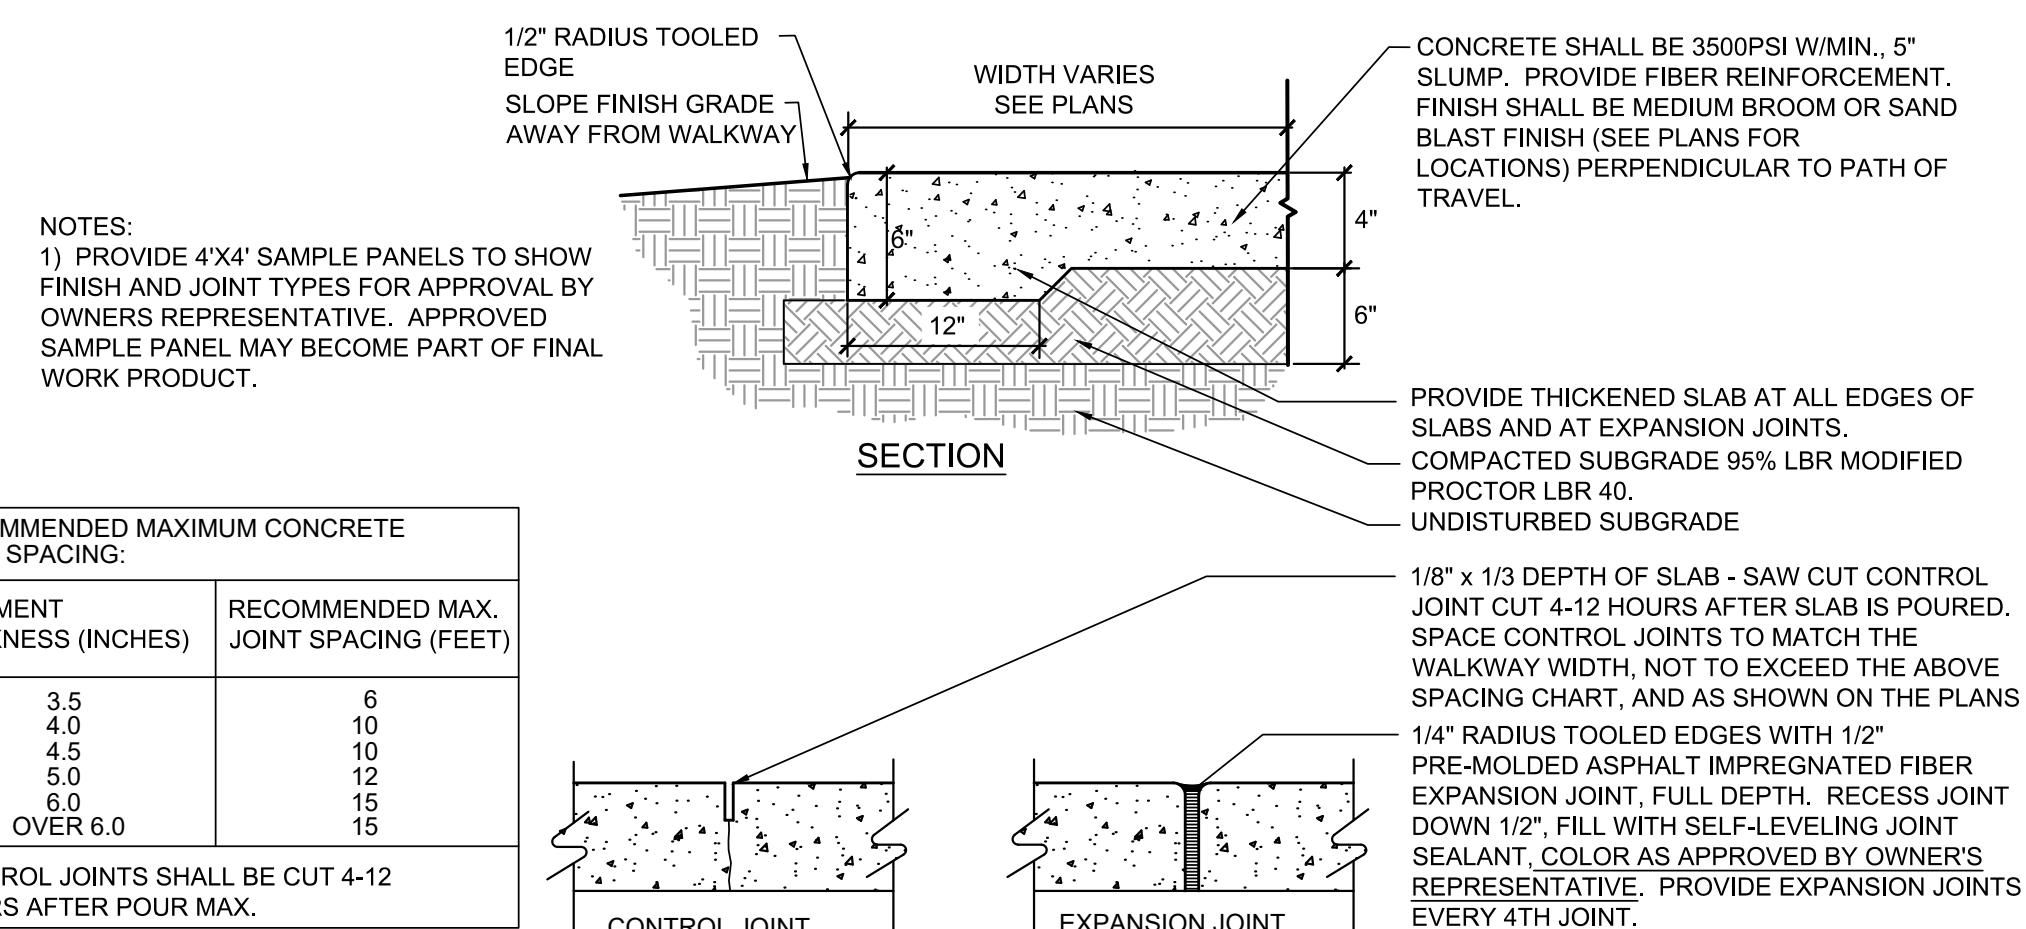 1/2" RADIUS TOOLED
EDGE
SLOPE FINISH GRADE
AWAY FROM WALKWAY
WIDTH VARIES
SEE PLANS
CONCRETE SHALL BE 3500PSI W/MIN., 5"
SLUMP. PROVIDE FIBER REINFORCEMENT.
FINISH SHALL BE MEDIUM BROOM OR SAND
BLAST FINISH (SEE PLANS FOR
LOCATIONS) PERPENDICULAR TO PATH OF
TRAVEL.
NOTES:
1) PROVIDE 4'X4' SAMPLE PANELS TO SHOW
FINISH AND JOINT TYPES FOR APPROVAL BY
OWNERS REPRESENTATIVE. APPROVED
SAMPLE PANEL MAY BECOME PART OF FINAL
WORK PRODUCT.
6"
4"
12"
6"
PROVIDE THICKENED SLAB AT ALL EDGES OF
SLABS AND AT EXPANSION JOINTS.
COMPACTED SUBGRADE 95% LBR MODIFIED
PROCTOR LBR 40.
UNDISTURBED SUBGRADE
SECTION
MMENDED MAXIMUM CONCRETE
SPACING:
MENT
KNESS (INCHES)
RECOMMENDED MAX.
JOINT SPACING (FEET)
3.5 6
4.0 10
4.5 10
5.0 12
6.0 15
OVER 6.0 15
ROL JOINTS SHALL BE CUT 4-12
RS AFTER POUR MAX.
1/8" x 1/3 DEPTH OF SLAB - SAW CUT CONTROL
JOINT CUT 4-12 HOURS AFTER SLAB IS POURED.
SPACE CONTROL JOINTS TO MATCH THE
WALKWAY WIDTH, NOT TO EXCEED THE ABOVE
SPACING CHART, AND AS SHOWN ON THE PLANS
1/4" RADIUS TOOLED EDGES WITH 1/2"
PRE-MOLDED ASPHALT IMPREGNATED FIBER
EXPANSION JOINT, FULL DEPTH. RECESS JOINT
DOWN 1/2", FILL WITH SELF-LEVELING JOINT
SEALANT, COLOR AS APPROVED BY OWNER'S
REPRESENTATIVE. PROVIDE EXPANSION JOINTS
EVERY 4TH JOINT.
CONTROL JOINT
EXPANSION JOINT